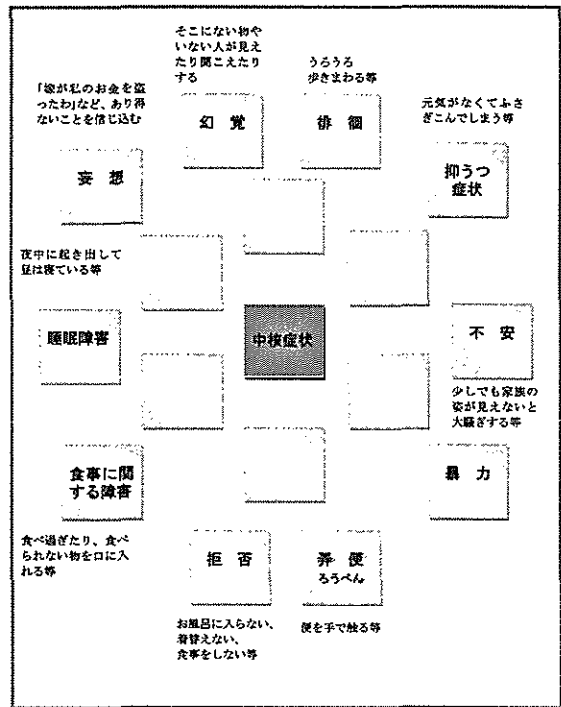 そこにない物や
いない人が見え
たり聞こえたり
する
うろうろ
歩きまわる等
「嫁が私のお金を盗
ったわ」など、あり得
ないことを信じ込む
元気がなくてふさ
ぎこんでしまう等
幻 覚
徘 徊
妄 想
抑うつ
症状
夜中に起き出して
昼は寝ている等
睡眠障害
中核症状
不 安
少しでも家族の
姿が見えないと
大騒ぎする等
食事に関
する障害
暴 力
食べ過ぎたり、食べ
られない物を口に入
れる等
拒 否
弄 便
ろうべん
お風呂に入らない、
着替えない、
食事をしない等
便を手で触る等